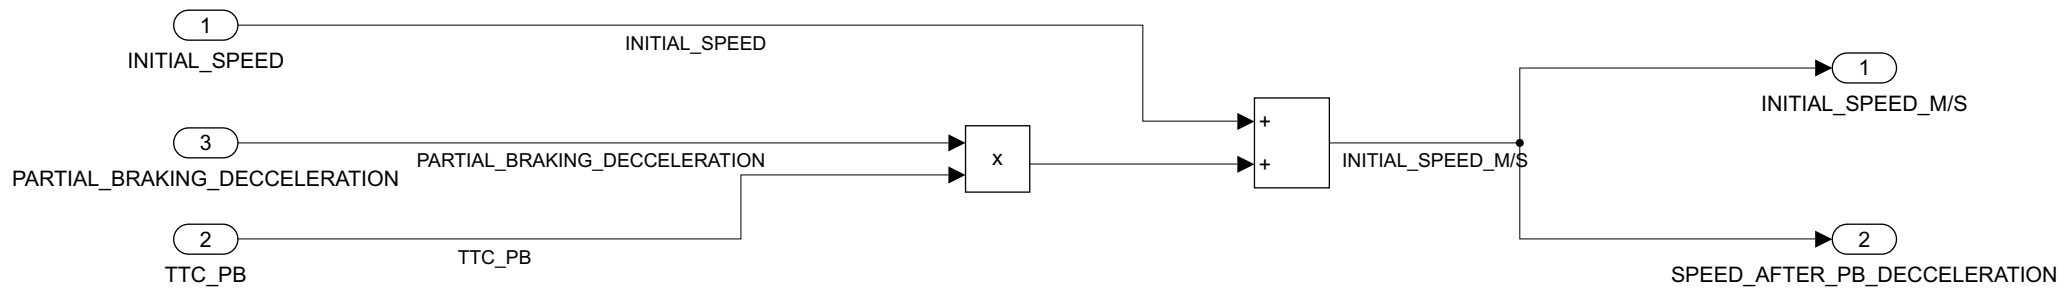 1
INITIAL_SPEED
INITIAL_SPEED
3
PARTIAL_BRAKING_DECCELERATION
PARTIAL_BRAKING_DECCELERATION
2
TTC_PB
TTC_PB
x
+
+
INITIAL_SPEED_M/S
1
INITIAL_SPEED_M/S
2
SPEED_AFTER_PB_DECCELERATION